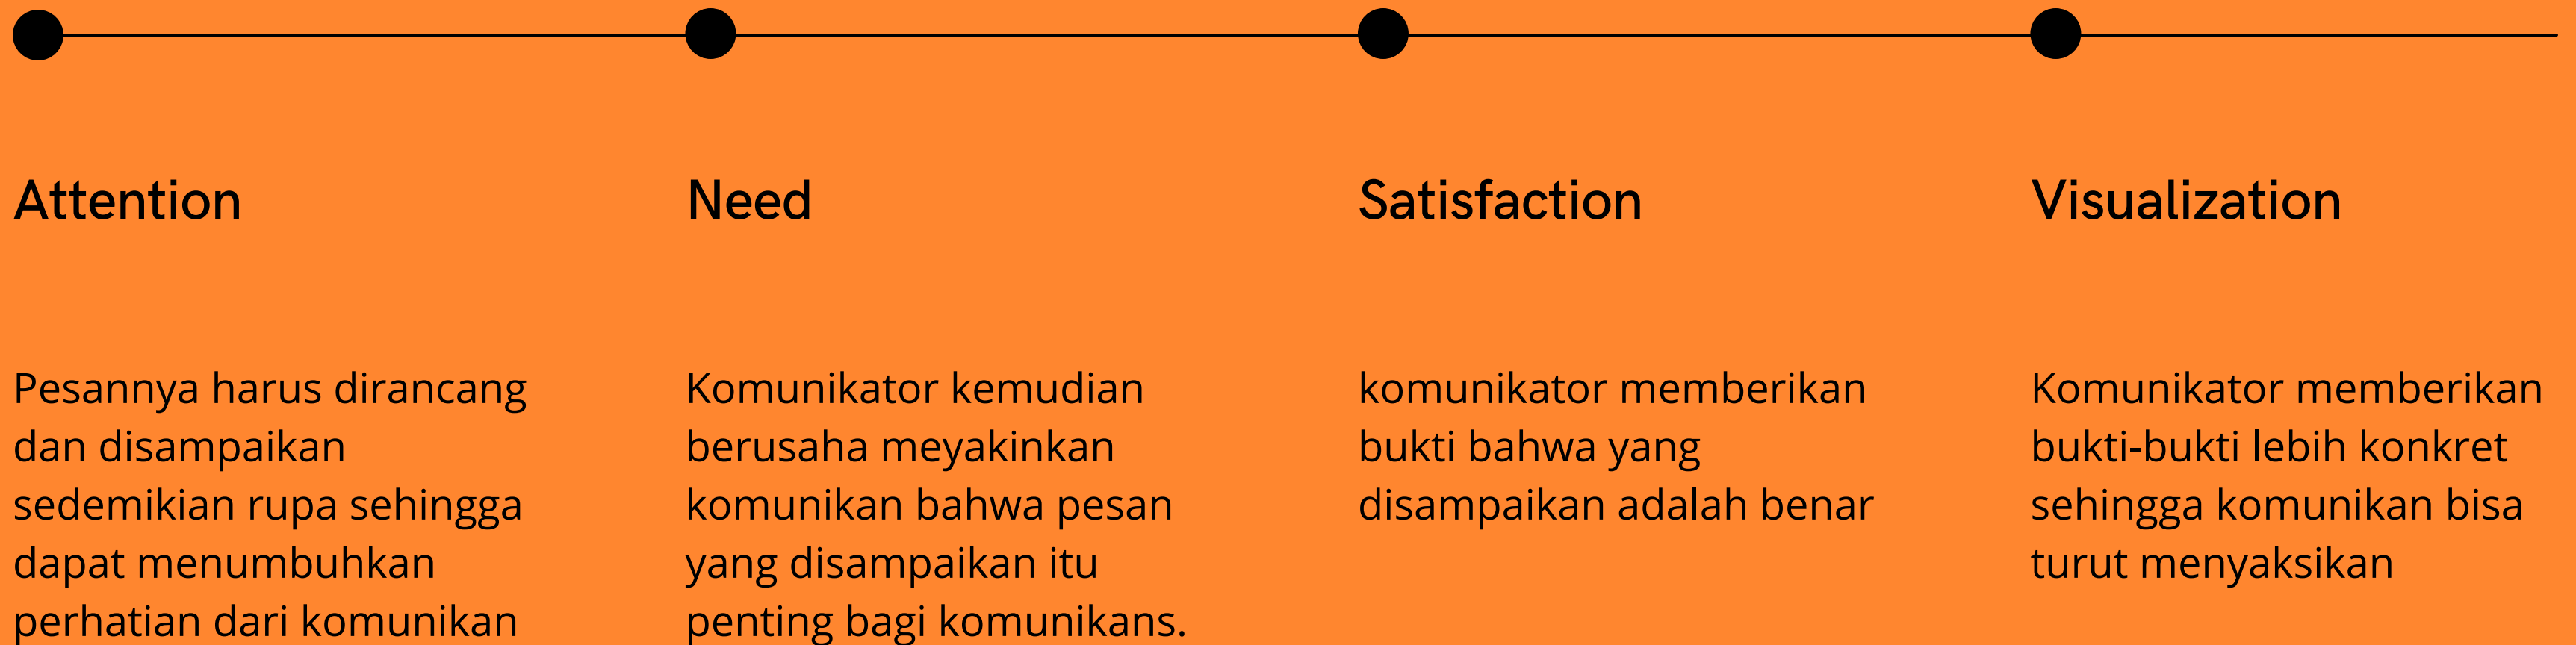 Attention
Need
Satisfaction
Visualization
Pesannya harus dirancang
dan disampaikan
sedemikian rupa sehingga
dapat menumbuhkan
perhatian dari komunikan
Komunikator kemudian
berusaha meyakinkan
komunikan bahwa pesan
yang disampaikan itu
penting bagi komunikans.
komunikator memberikan
bukti bahwa yang
disampaikan adalah benar
Komunikator memberikan
bukti-bukti lebih konkret
sehingga komunikan bisa
turut menyaksikan